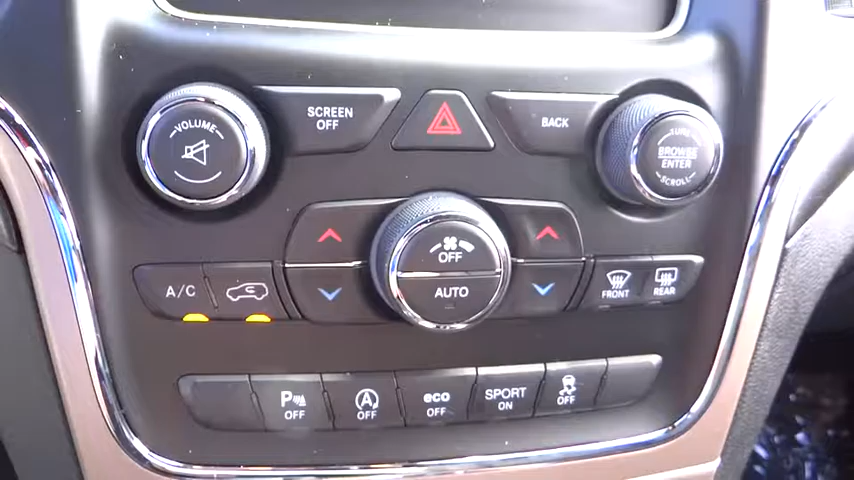 VOLUME
SCREEN
OFF
BACK
TUNE
BROWSE
ENTER
SCROLL
OFF
AUTO
A/C
FRONT
REAR
P OFF
A OFF
eco
OFF
SPORT
ON
OFF